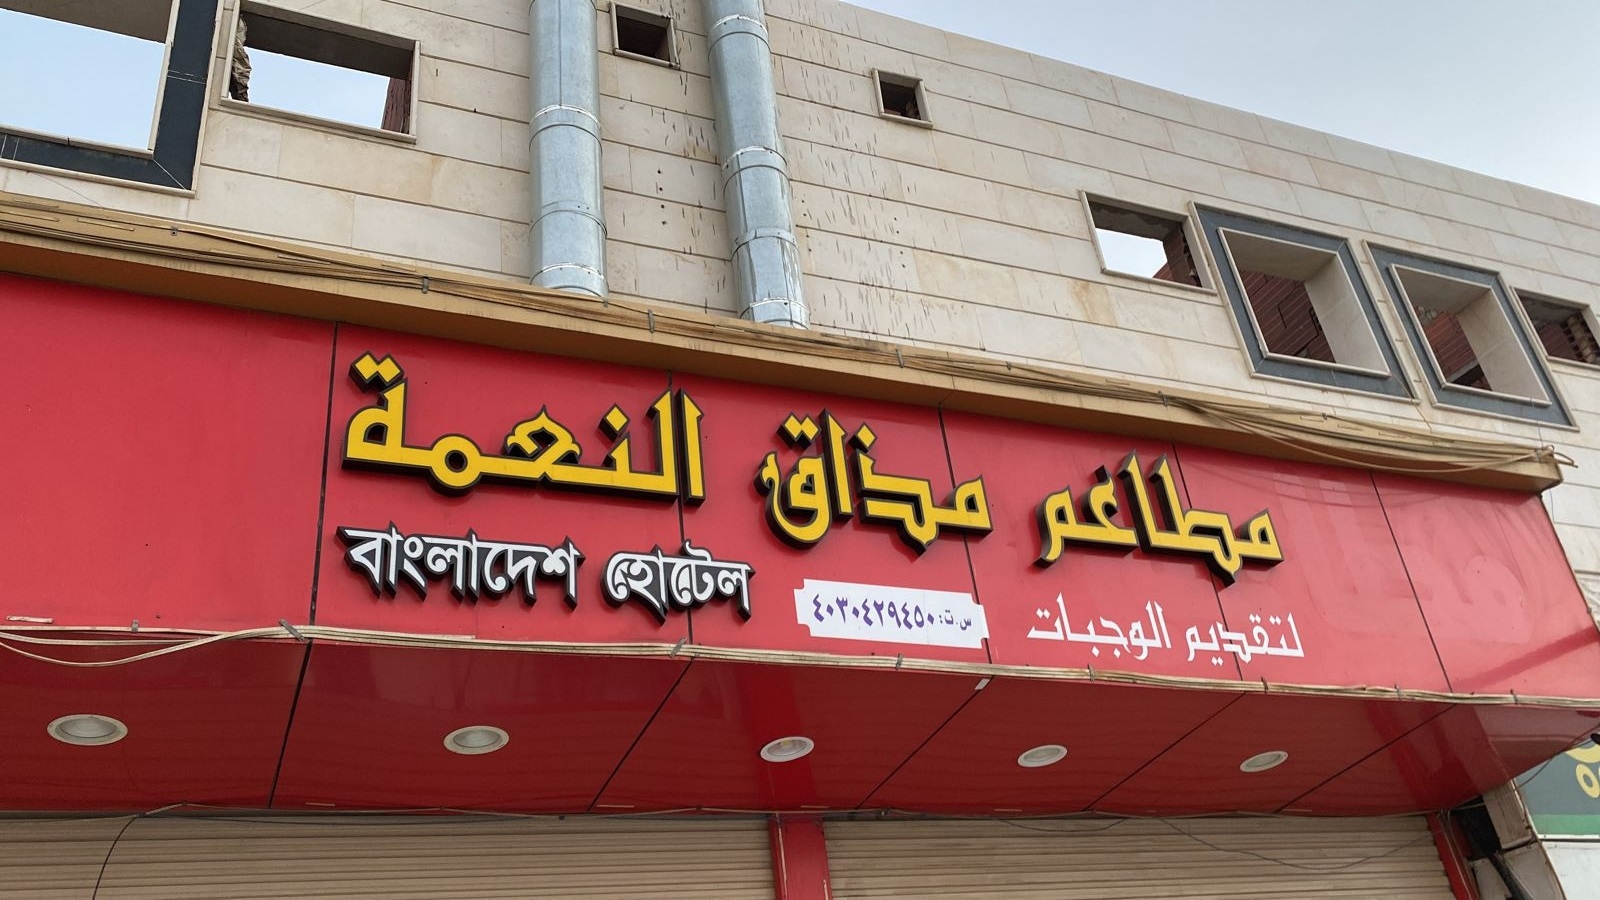 مطاعم مذاق النعمة
বাংলাদেশ হোটেল
س.ت: ٤٠٣٠٤٢٩٤٥٠
لتقديم الوجبات